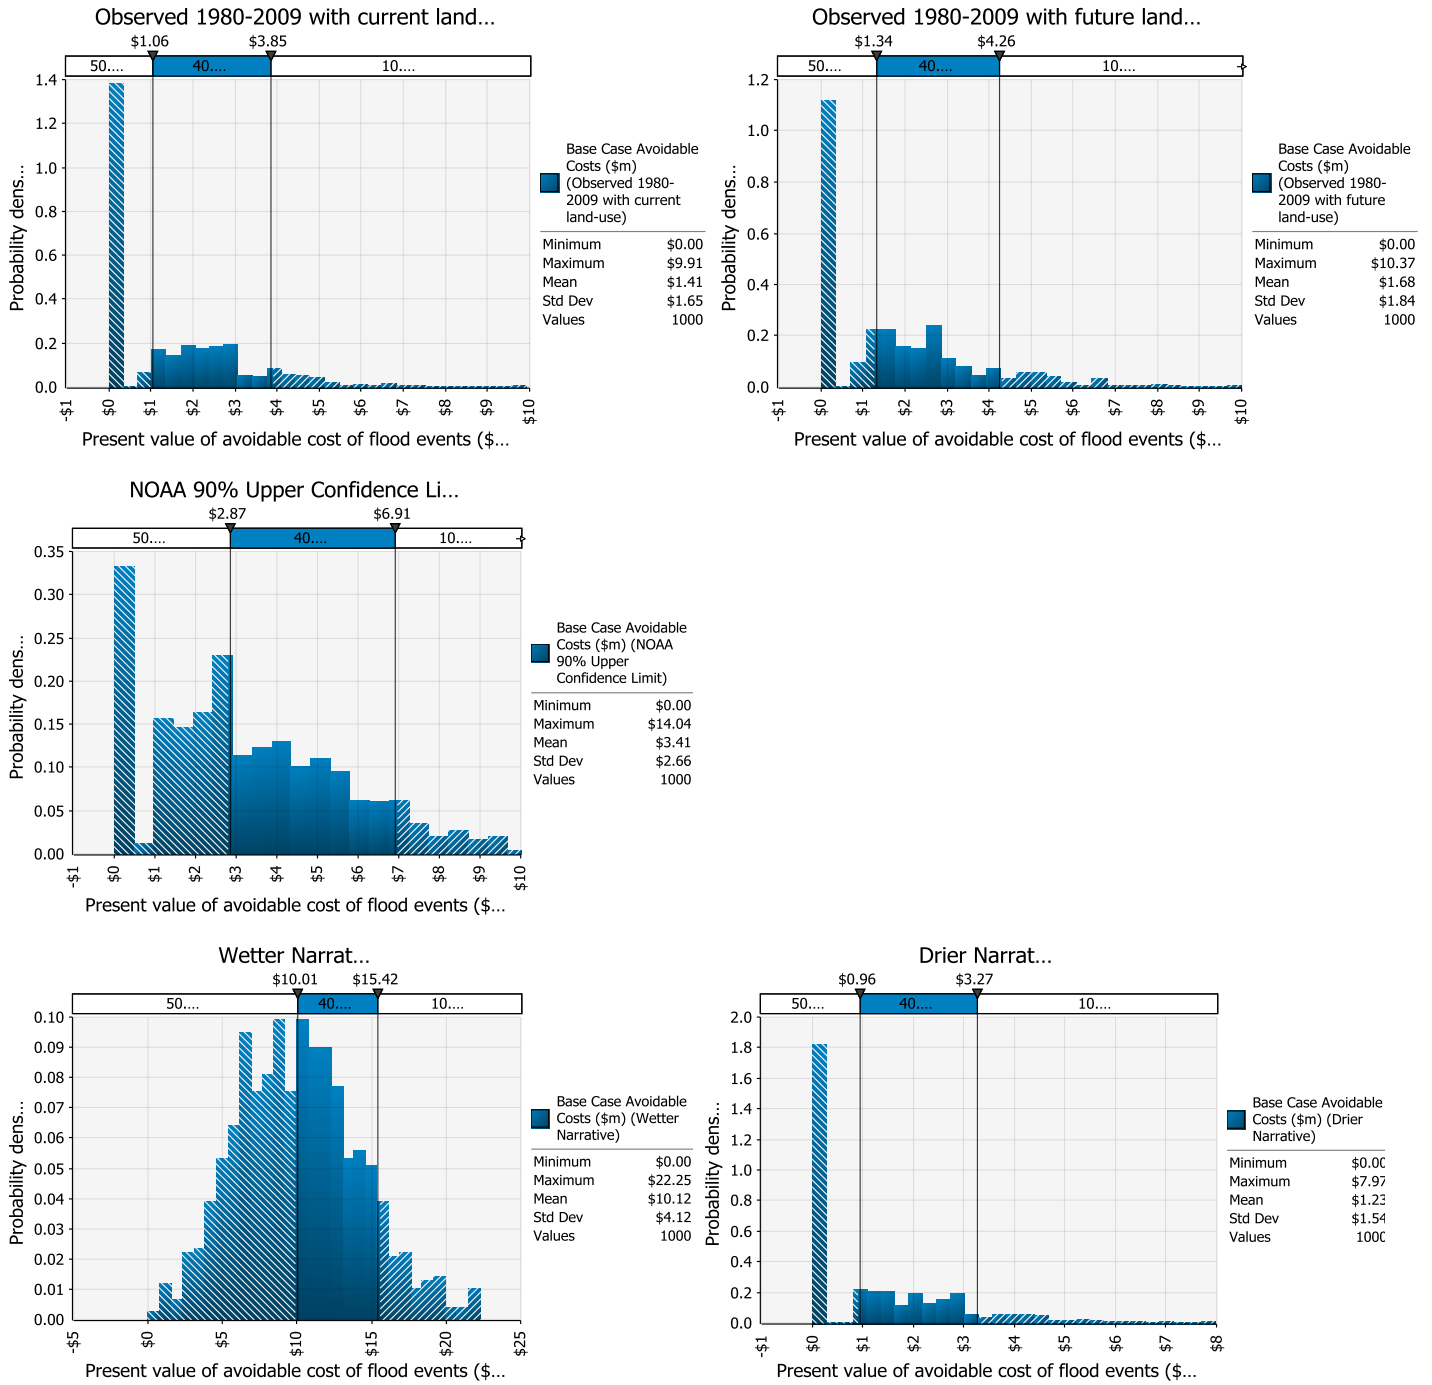 Observed 1980-2009 with current land...
$1.06 $3.85
50.... 40.... 10....
1.4
1.2
1.0
0.8
0.6
0.4
0.2
0.0
Probability dens...
-$1 $0 $1 $2 $3 $4 $5 $6 $7 $8 $9 $10
Present value of avoidable cost of flood events ($...
Base Case Avoidable
Costs ($m)
(Observed 1980-
2009 with current
land-use)
Minimum $0.00
Maximum $9.91
Mean $1.41
Std Dev $1.65
Values 1000
Observed 1980-2009 with future land...
$1.34 $4.26
50.... 40.... 10....
1.2
1.0
0.8
0.6
0.4
0.2
0.0
Probability dens...
-$1 $0 $5 $2 $3 $4 $5 $6 $7 $8 $9 $10
Present value of avoidable cost of flood events ($...
Base Case Avoidable
Costs ($m)
(Observed 1980-
2009 with future
land-use)
Minimum $0.00
Maximum $10.37
Mean $1.68
Std Dev $1.84
Values 1000
NOAA 90% Upper Confidence Li...
$2.87 $6.91
50.... 40.... 10....
0.35
0.30
0.25
0.20
0.15
0.10
0.05
0.00
Probability dens...
-$1 $0 $1 $2 $3 $4 $5 $6 $7 $8 $9 $10
Present value of avoidable cost of flood events ($...
Base Case Avoidable
Costs ($m) (NOAA
90% Upper
Confidence Limit)
Minimum $0.00
Maximum $14.04
Mean $3.41
Std Dev $2.66
Values 1000
Wetter Narrat...
$10.01 $15.42
50.... 40.... 10....
0.10
0.09
0.08
0.07
0.06
0.05
0.04
0.03
0.02
0.01
0.00
Probability dens...
-$5 $0 $5 $10 $15 $20 $25
Present value of avoidable cost of flood events ($...
Base Case Avoidable
Costs ($m) (Wetter
Narrative)
Minimum $0.00
Maximum $22.25
Mean $10.12
Std Dev $4.12
Values 1000
Drier Narrat...
$0.96 $3.27
50.... 40.... 10....
2.0
1.8
1.6
1.4
1.2
1.0
0.8
0.6
0.4
0.2
0.0
Probability dens...
-$1 $0 $1 $2 $3 $4 $5 $6 $7 $8
Present value of avoidable cost of flood events ($...
Base Case Avoidable
Costs ($m) (Drier
Narrative)
Minimum $0.00
Maximum $7.97
Mean $1.23
Std Dev $1.54
Values 1000